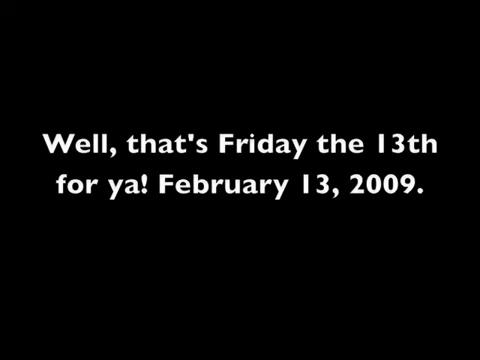 Well, that's Friday the 13th
for ya! February 13, 2009.